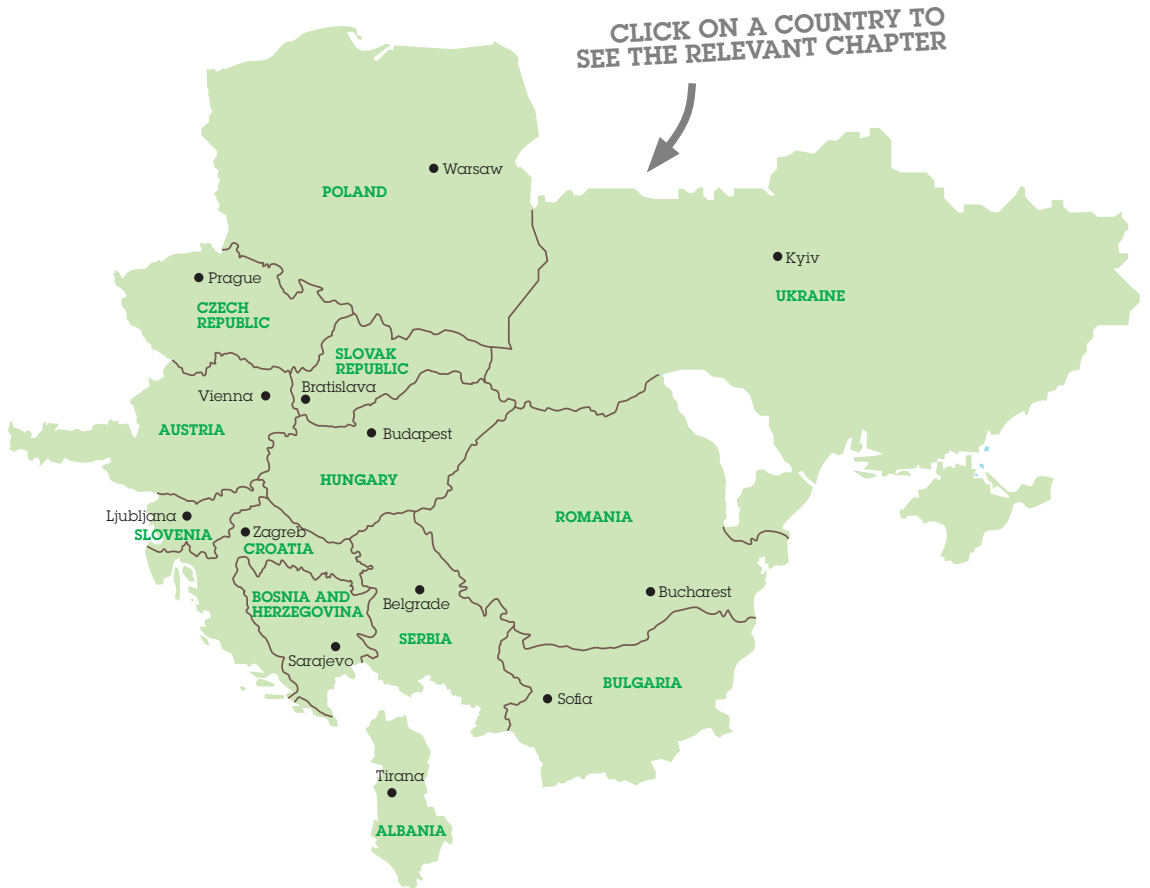 CLICK ON A COUNTRY TO
SEE THE RELEVANT CHAPTER
Warsaw
POLAND
Kyiv
UKRAINE
Prague
CZECH
REPUBLIC
SLOVAK
REPUBLIC
Bratislava
Vienna
AUSTRIA
Budapest
HUNGARY
Ljubljana
SLOVENIA
Zagreb
CROATIA
ROMANIA
Bucharest
BOSNIA AND
HERZEGOVINA
Sarajevo
Belgrade
SERBIA
BULGARIA
Sofia
Tirana
ALBANIA